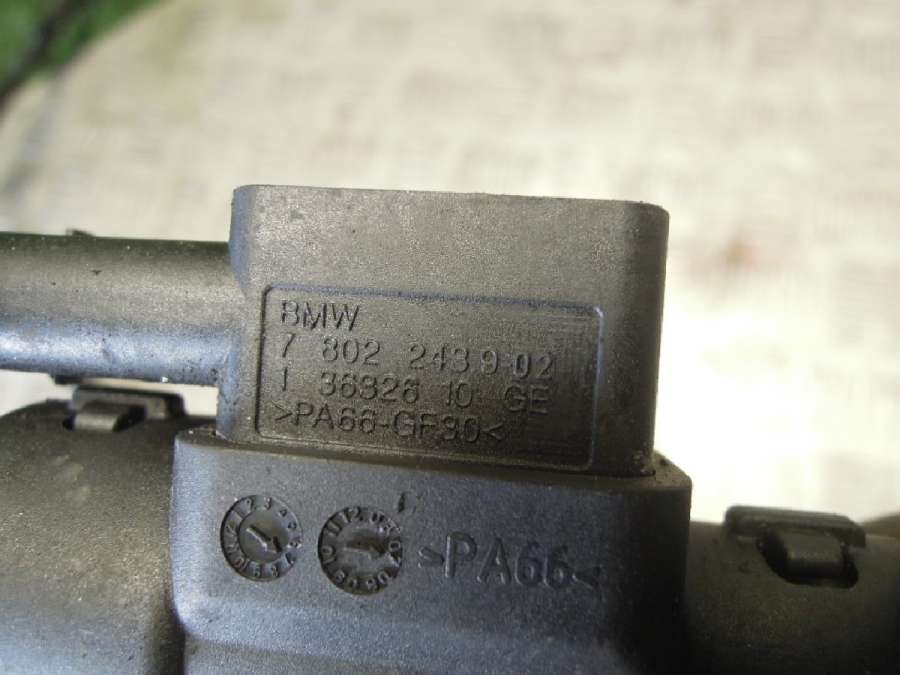 BMW
7 802 243 9 02
1 36326 10 GE
>PA66-GF30<
>PA66<